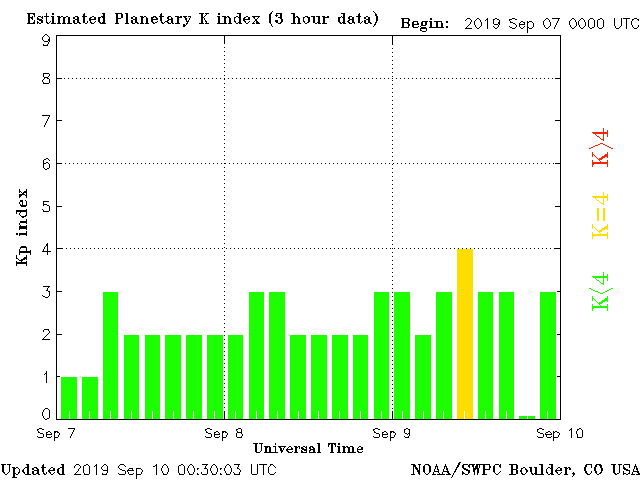 Estimated Planetary K index (3 hour data) Begin: 2019 Sep 07 0000 UTC
9
8
7
6
5
4
3
2
1
0
Kp index
K>4
K=4
K<4
Sep 7 Sep 8 Sep 9 Sep 10
Universal Time
Updated 2019 Sep 10 00:30:03 UTC NOAA/SWPC Boulder, CO USA